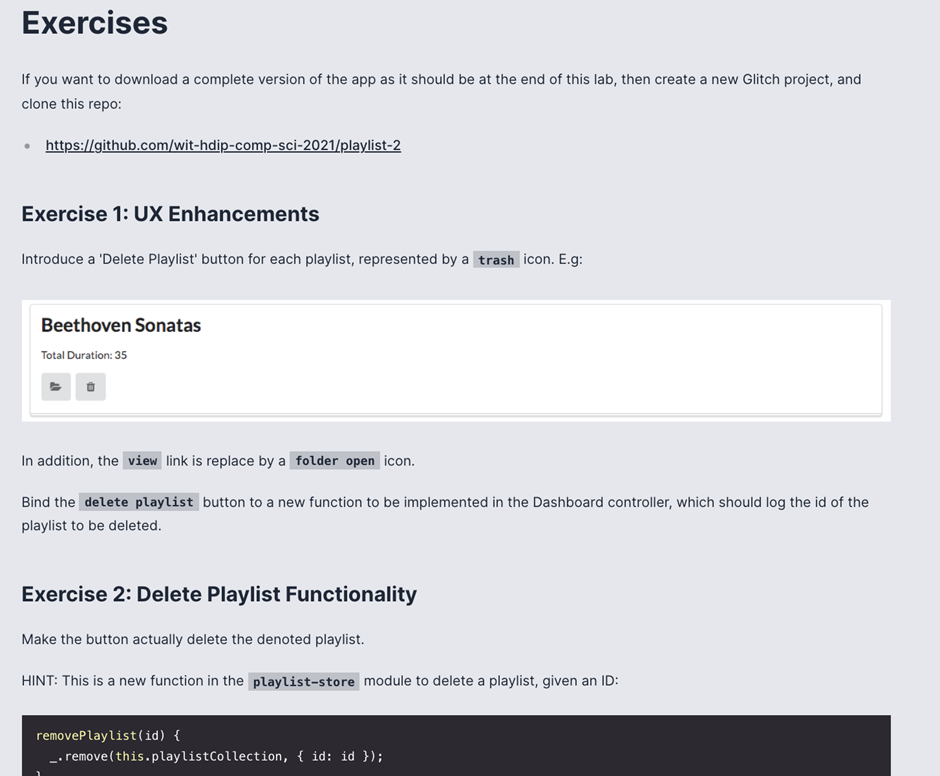 Exercises
If you want to download a complete version of the app as it should be at the end of this lab, then create a new Glitch project, and
clone this repo:
https://github.com/wit-hdip-comp-sci-2021/playlist-2
Exercise 1: UX Enhancements
Introduce a 'Delete Playlist' button for each playlist, represented by a trash icon. E.g:
Beethoven Sonatas
Total Duration: 35
In addition, the view link is replace by a folder open icon.
Bind the delete playlist button to a new function to be implemented in the Dashboard controller, which should log the id of the
playlist to be deleted.
Exercise 2: Delete Playlist Functionality
Make the button actually delete the denoted playlist.
HINT: This is a new function in the playlist-store module to delete a playlist, given an ID:
removePlaylist(id) {
_.remove(this.playlistCollection, { id: id });
}